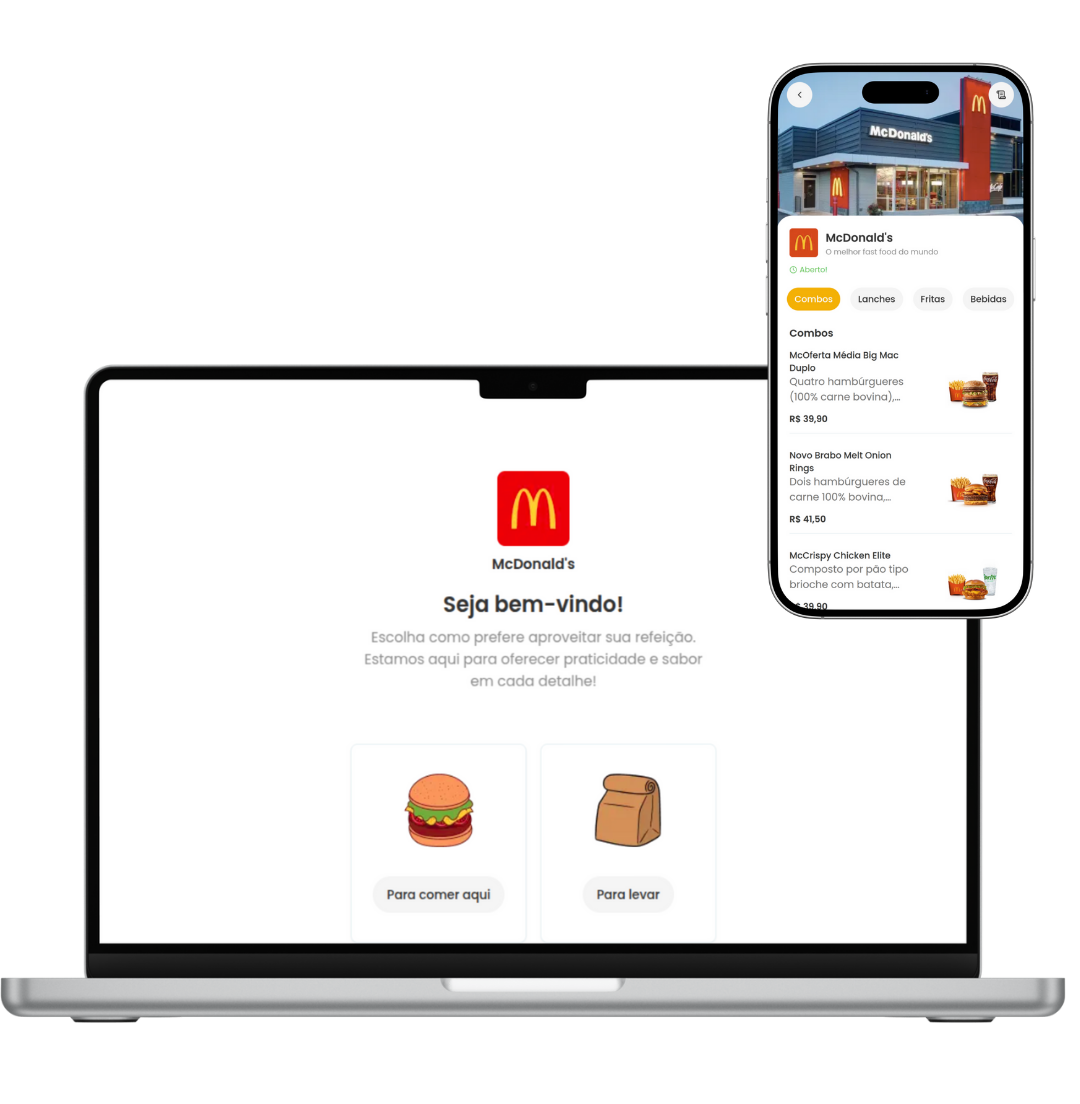 McDonald's
McDonald's
O melhor fast food do mundo
Aberto!
Combos
Lanches
Fritas
Bebidas
Combos
McOferta Média Big Mac
Duplo
Quatro hambúrgueres
(100% carne bovina),...
R$ 39,90
Novo Brabo Melt Onion
Rings
Dois hambúrgueres de
carne 100% bovina,...
R$ 41,50
McCrispy Chicken Elite
Composto por pão tipo
brioche com batata,...
39,90
McDonald's
Seja bem-vindo!
Escolha como prefere aproveitar sua refeição.
Estamos aqui para oferecer praticidade e sabor
em cada detalhe!
Para comer aqui
Para levar